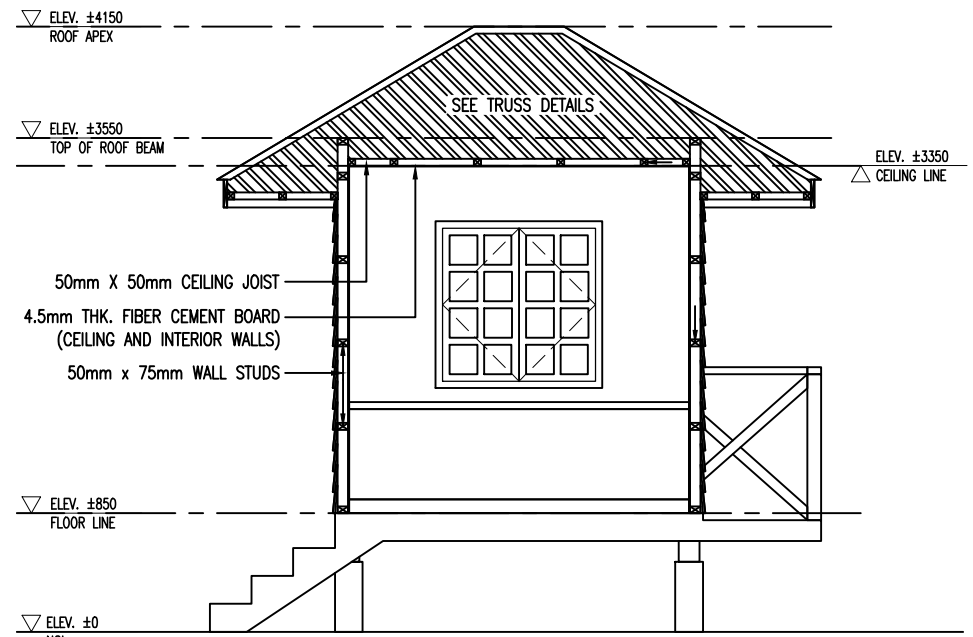 ELEV. ±4150
ROOF APEX
SEE TRUSS DETAILS
ELEV. ±3550
TOP OF ROOF BEAM
ELEV. ±3350
CEILING LINE
50mm X 50mm CEILING JOIST
4.5mm THK. FIBER CEMENT BOARD
(CEILING AND INTERIOR WALLS)
50mm x 75mm WALL STUDS
ELEV. ±850
FLOOR LINE
ELEV. ±0